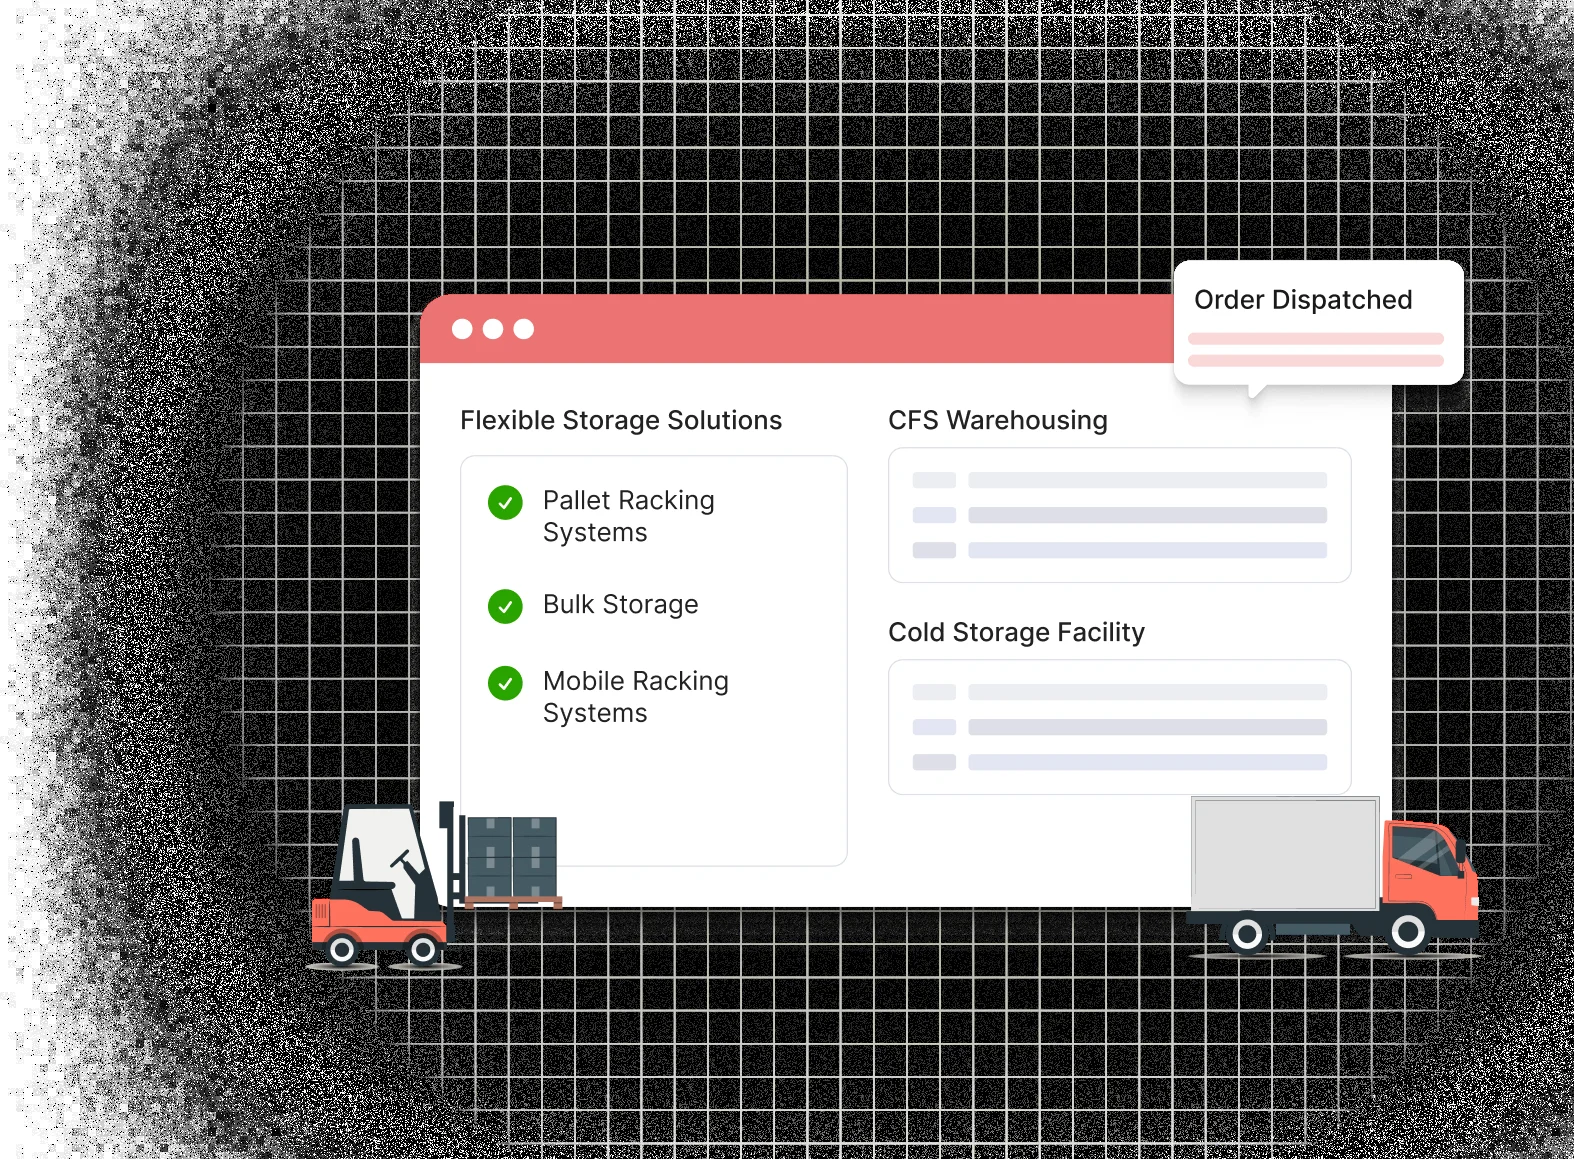 Order Dispatched
Flexible Storage Solutions
Pallet Racking
Systems
Bulk Storage
Mobile Racking
Systems
CFS Warehousing
Cold Storage Facility